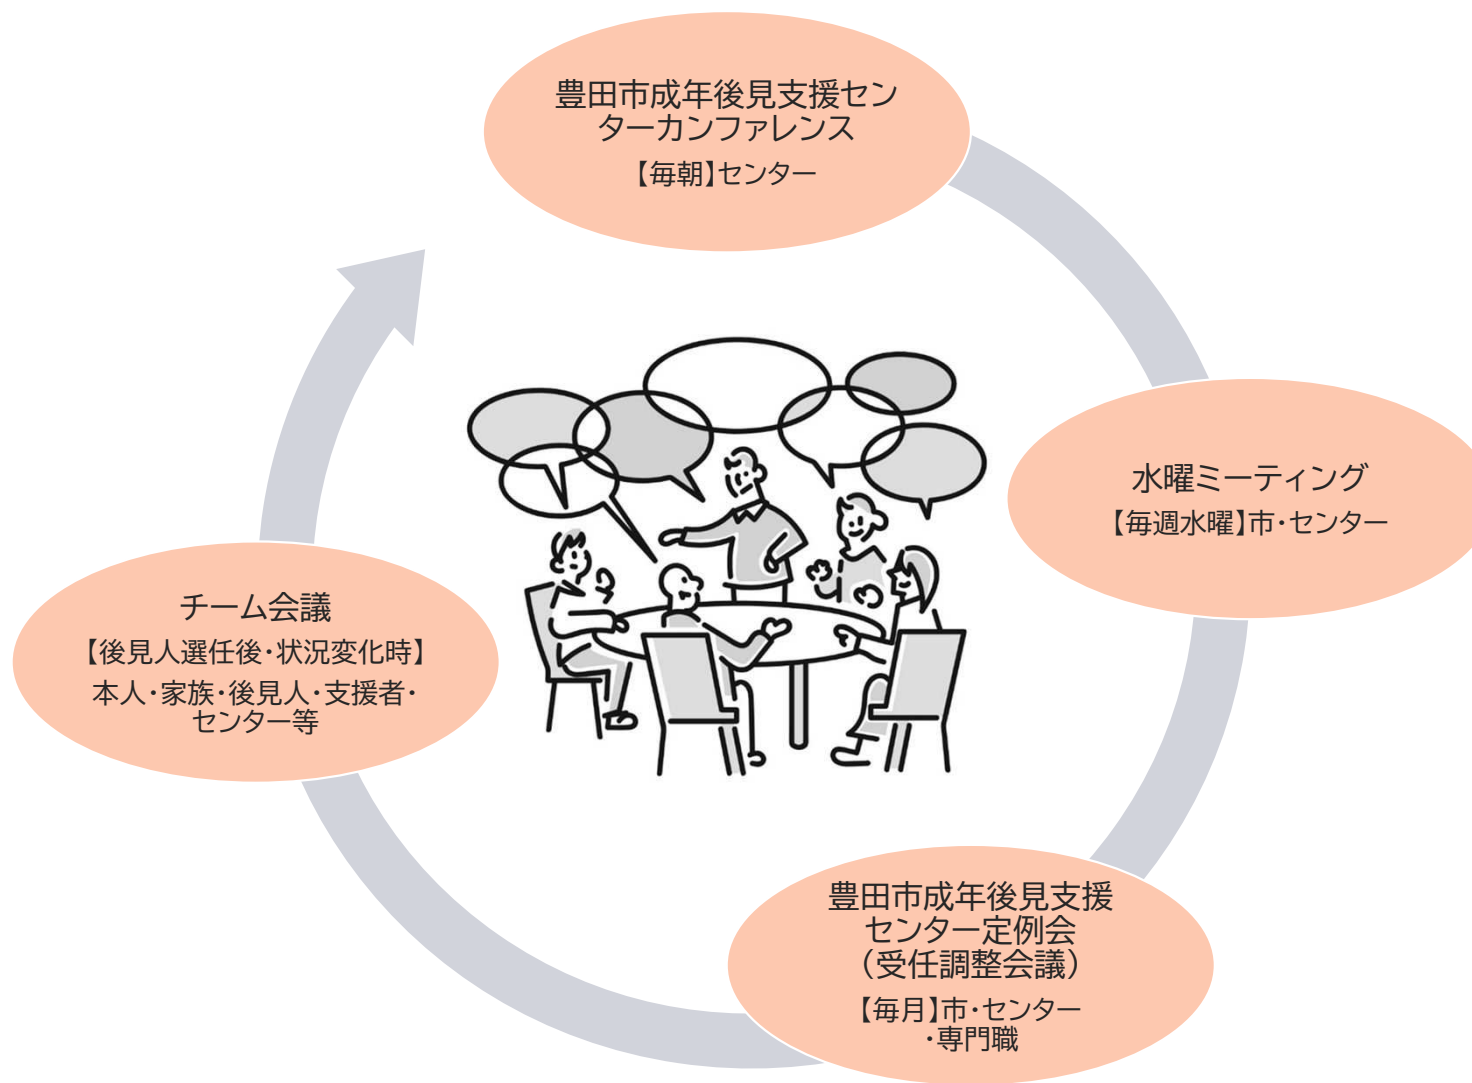 豊田市成年後見支援セン
ターカンファレンス
【毎朝】センター
水曜ミーティング
【毎週水曜】市・センター
豊田市成年後見支援
センター定例会
（受任調整会議）
【毎月】市・センター
・専門職
チーム会議
【後見人選任後・状況変化時】
本人・家族・後見人・支援者・
センター等